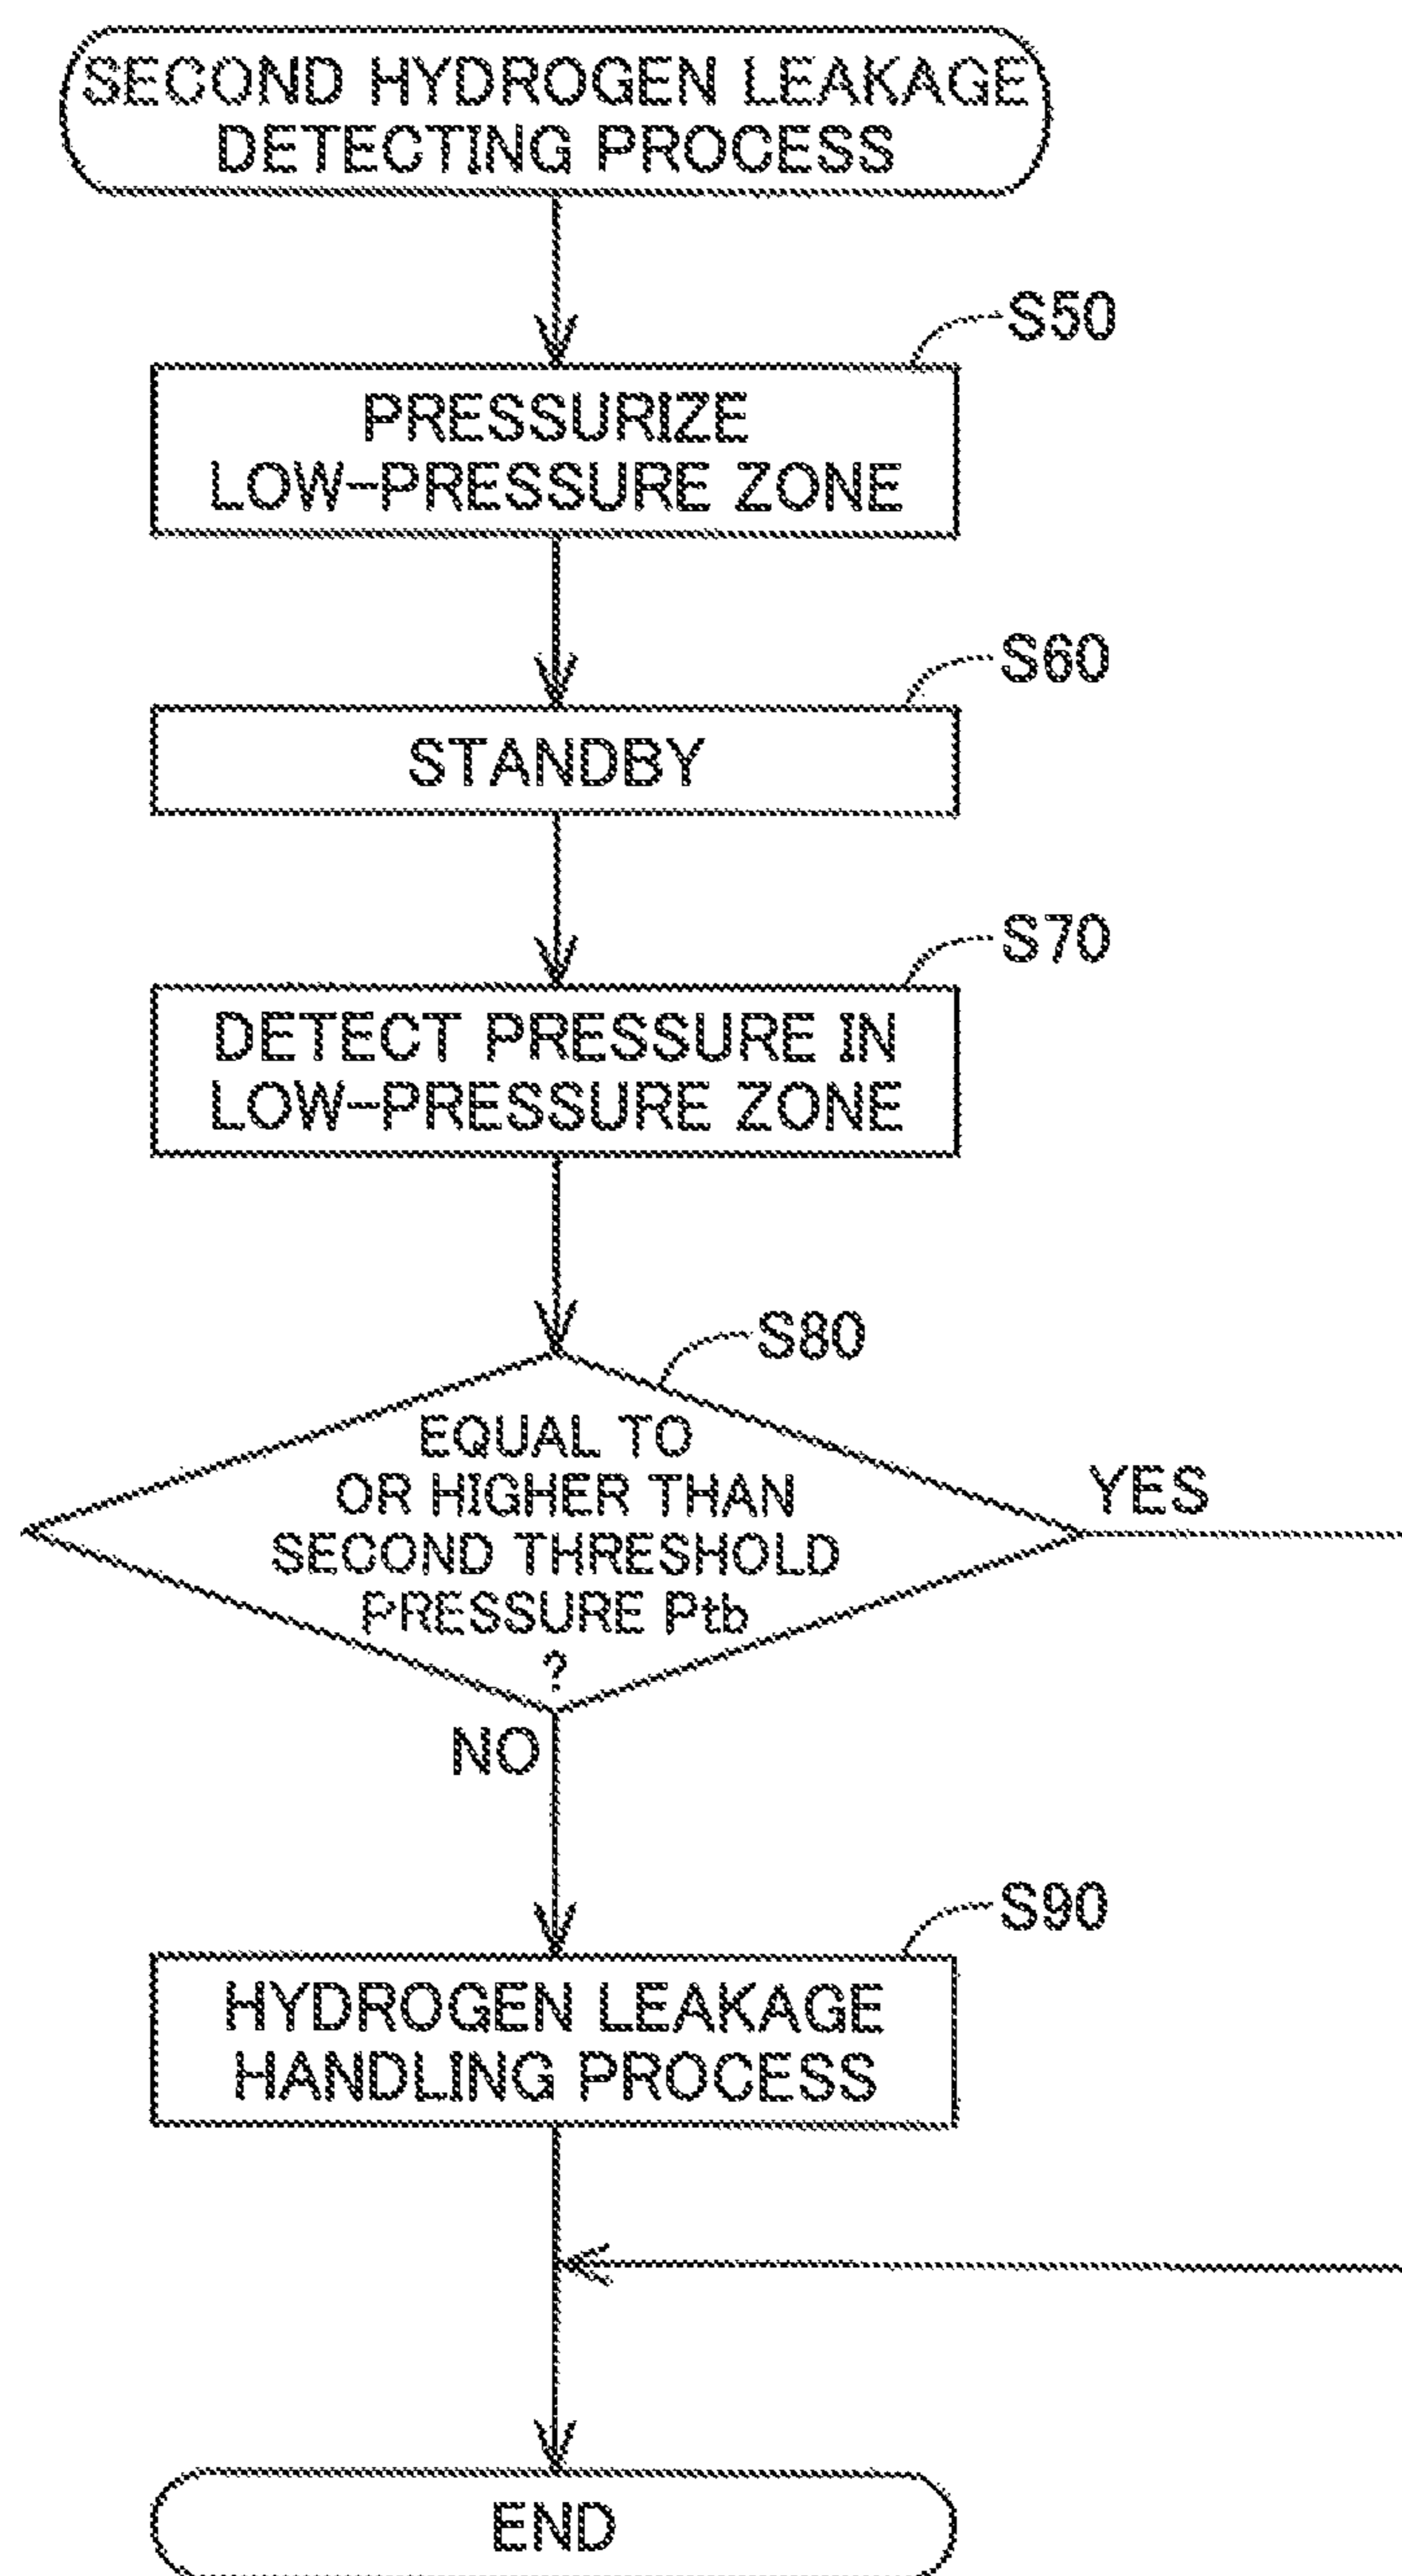 SECOND HYDROGEN LEAKAGE
DETECTING PROCESS
S50
PRESSURIZE
LOW-PRESSURE ZONE
S60
STANDBY
S70
DETECT PRESSURE IN
LOW-PRESSURE ZONE
S80
EQUAL TO
OR HIGHER THAN
SECOND THRESHOLD
PRESSURE Ptb
?
YES
NO
S90
HYDROGEN LEAKAGE
HANDLING PROCESS
END